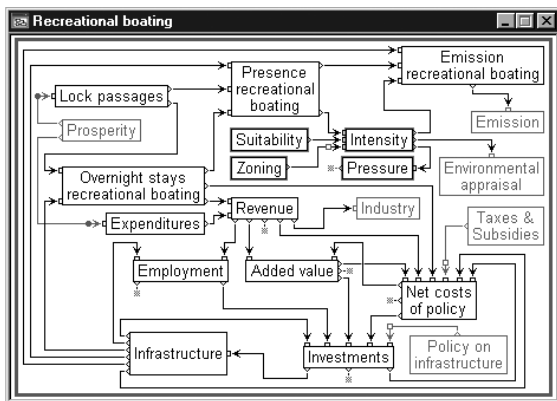 Recreational boating
Emission
recreational boating
Presence
recreational
boating
Lock passages
Emission
Prosperity
Suitability
Intensity
Zoning
Pressure
Environmental
appraisal
Overnight stays
recreational boating
Revenue
Industry
Taxes &
Subsidies
Expenditures
Employment
Added value
Net costs
of policy
Infrastructure
Investments
Policy on
infrastructure